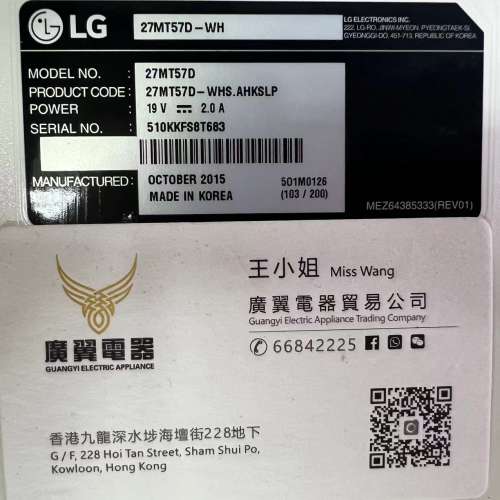 LG
27MT57D-WH
LG ELECTRONICS INC.
222, LG-RO, JINW-MYEON, PYEONGTAEK-SI
GYEONGGI-DO, 451-713, REPUBLIC OF KOREA
MODEL NO. : 27MT57D
PRODUCT CODE : 27MT57D-WHS.AHKSLP
POWER : 19 V 2.0 A
SERIAL NO. : 510KKFS8T683
MANUFACTURED : OCTOBER 2015
501M0126
MADE IN KOREA
(103 / 200)
MEZ64385333(REV01)
王小姐 Miss Wang
廣翼電器貿易公司
Guangyi Electric Appliance Trading Company
66842225
廣翼電器
GUANGYI ELECTRIC APPLIANCE
香港九龍深水埗海壇街228地下
G / F, 228 Hoi Tan Street, Sham Shui Po,
Kowloon, Hong Kong